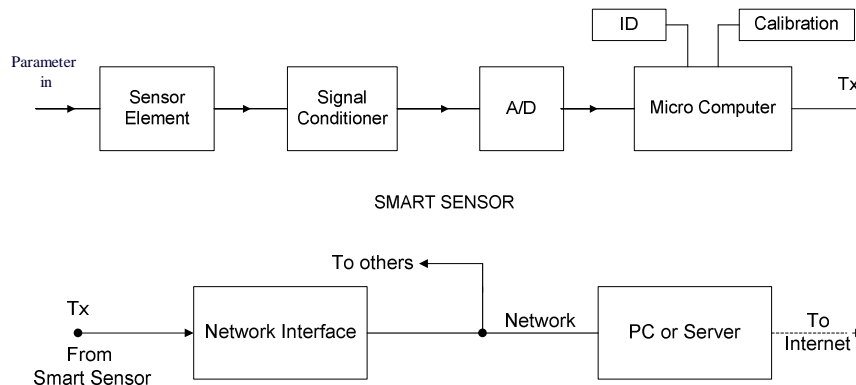 ID
Calibration
Parameter
in
Sensor
Element
Signal
Conditioner
A/D
Micro Computer
Tx
SMART SENSOR
To others
Tx
Network Interface
Network
PC or Server
To
Internet
From
Smart Sensor